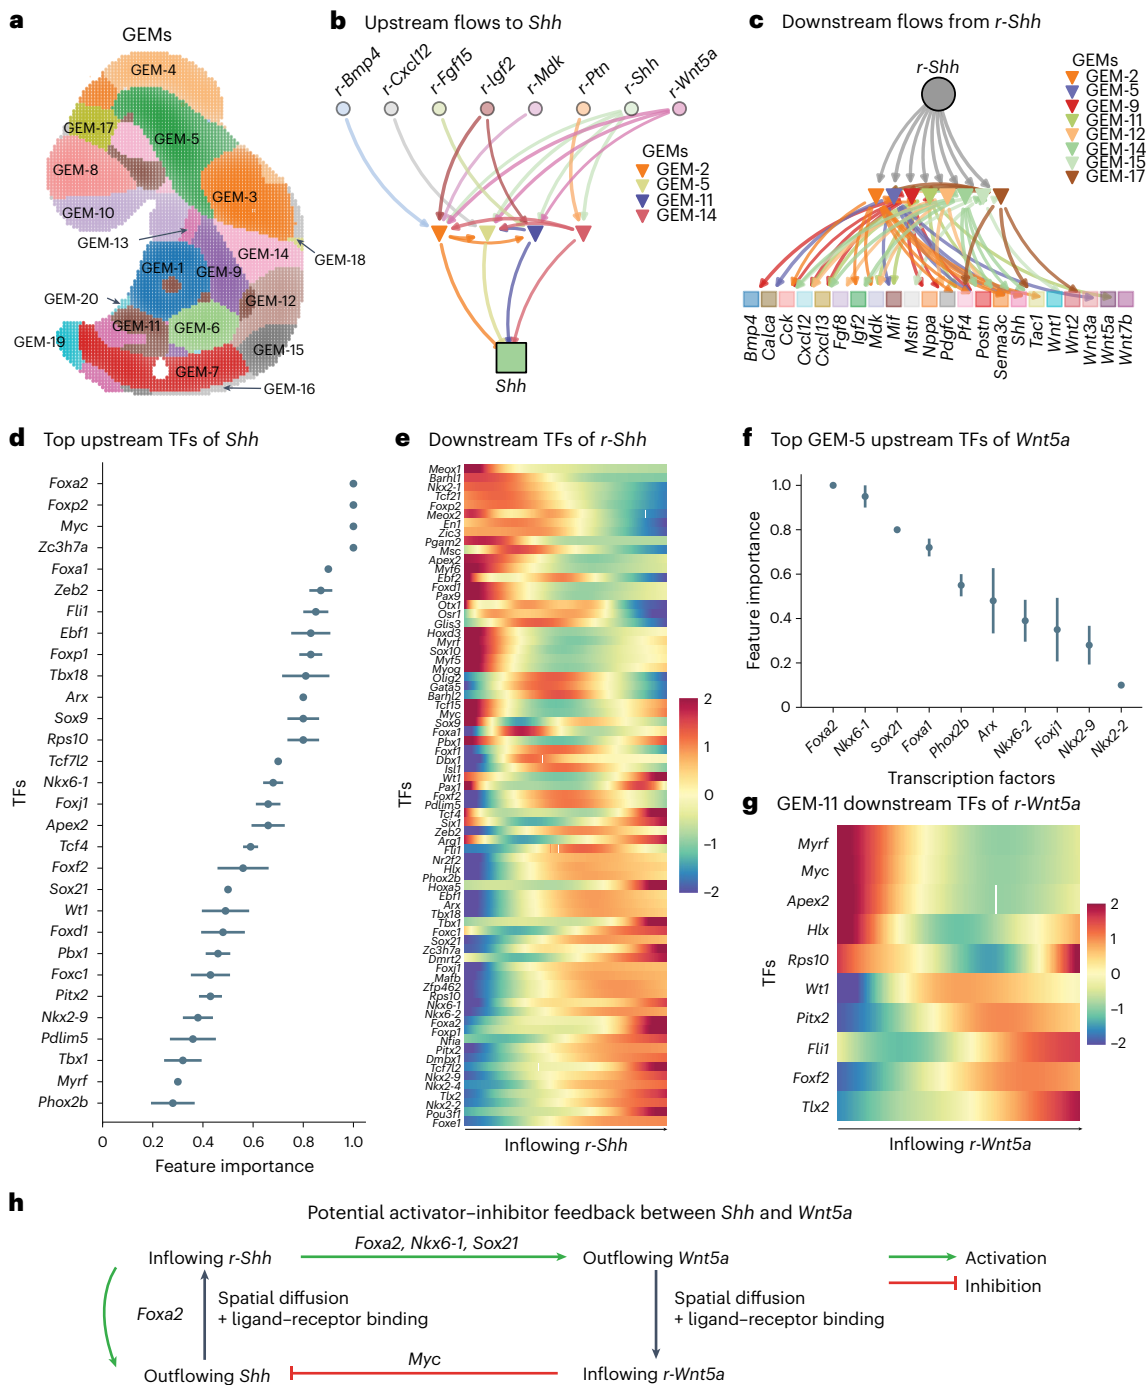 a
GEMs
GEM-4
GEM-17
GEM-5
GEM-8
GEM-3
GEM-10
GEM-13
GEM-14
GEM-18
GEM-1
GEM-9
GEM-20
GEM-12
GEM-11
GEM-6
GEM-19
GEM-15
GEM-7
GEM-16
b Upstream flows to Shh
r-Bmp4
r-Cxcl12
r-Fgf15
r-Igf2
r-Mdk
r-Ptn
r-Shh
r-Wnt5a
GEMs
GEM-2
GEM-5
GEM-11
GEM-14
Shh
c Downstream flows from r-Shh
r-Shh
GEMs
GEM-2
GEM-5
GEM-9
GEM-11
GEM-12
GEM-14
GEM-15
GEM-17
Bmp4
Calca
Cck
Cxcl12
Cxcl13
Fgf8
Igf2
Mdk
Mif
Mstn
Nppa
Pdgfc
Pf4
Postn
Sema3c
Shh
Tac1
Wnt1
Wnt2
Wnt3a
Wnt5a
Wnt7b
d Top upstream TFs of Shh
TFs
Foxa2
Foxp2
Myc
Zc3h7a
Foxa1
Zeb2
Fli1
Ebf1
Foxp1
Tbx18
Arx
Sox9
Rps10
Tcf7l2
Nkx6-1
Foxj1
Apex2
Tcf4
Foxf2
Sox21
Wt1
Foxd1
Pbx1
Foxc1
Pitx2
Nkx2-9
Pdlim5
Tbx1
Myrf
Phox2b
0 0.2 0.4 0.6 0.8 1.0
Feature importance
e Downstream TFs of r-Shh
TFs
Meox1
Barhl1
Nkx2-1
Tcf21
Foxp2
Meox2
En1
Zic3
Pgam2
Msc
Apex2
Myf6
Ebf2
Foxd1
Pax9
Otx1
Osr1
Glis3
Hoxd3
Myrf
Sox10
Myf5
Myog
Olig2
Gata5
Barhl2
Tcf15
Myc
Sox9
Foxa1
Pbx1
Foxf1
Dbx1
Isl1
Wt1
Pax1
Foxf2
Pdlim5
Tcf4
Six1
Zeb2
Arg1
Fli1
Nr2f2
Hlx
Phox2b
Hoxa5
Ebf1
Arx
Tbx18
Tbx1
Foxc1
Sox21
Zc3h7a
Dmrt2
Foxj1
Mafb
Zfp462
Rps10
Nkx6-1
Nkx6-2
Foxa2
Foxp1
Nfia
Pitx2
Dmbx1
Tcf7l2
Nkx2-9
Nkx2-4
Tlx2
Nkx2-2
Pou3f1
Foxe1
Inflowing r-Shh
2
1
0
−1
−2
f Top GEM-5 upstream TFs of Wnt5a
Feature importance
1.0
0.8
0.6
0.4
0.2
0
Foxa2
Nkx6-1
Sox21
Foxa1
Phox2b
Arx
Nkx6-2
Foxj1
Nkx2-9
Nkx2-2
Transcription factors
g GEM-11 downstream TFs of r-Wnt5a
TFs
Myrf
Myc
Apex2
Hlx
Rps10
Wt1
Pitx2
Fli1
Foxf2
Tlx2
Inflowing r-Wnt5a
2
1
0
−1
−2
h
Potential activator–inhibitor feedback between Shh and Wnt5a
Inflowing r-Shh
Foxa2, Nkx6-1, Sox21
Outflowing Wnt5a
Activation
Inhibition
Foxa2
Spatial diffusion
+ ligand–receptor binding
Spatial diffusion
+ ligand–receptor binding
Outflowing Shh
Myc
Inflowing r-Wnt5a